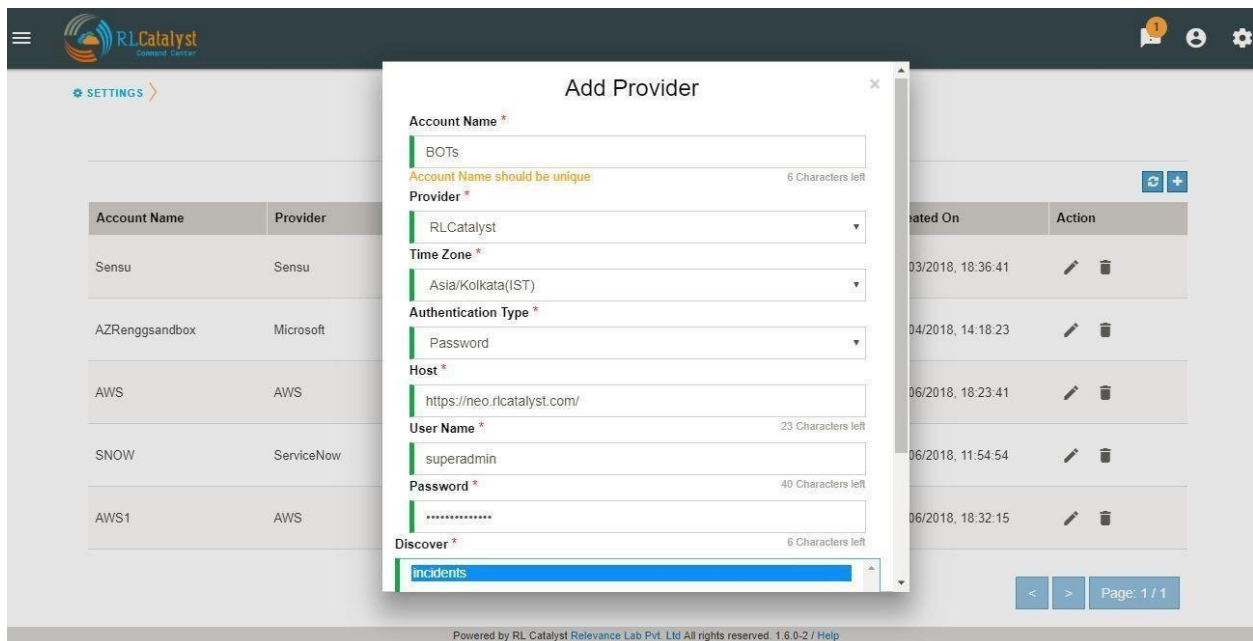 RLCatalyst
Command Center
1
SETTINGS
Add Provider
×
Account Name *
BOTs
Account Name should be unique
6 Characters left
Provider *
RLCatalyst
Time Zone *
Asia/Kolkata(IST)
Authentication Type *
Password
Host *
https://neo.rlcatalyst.com/
23 Characters left
User Name *
superadmin
40 Characters left
Password *
••••••••••••••
6 Characters left
Discover *
incidents
Account Name Provider ated On Action
Sensu Sensu 03/2018, 18:36:41
AZRenggsandbox Microsoft 04/2018, 14:18:23
AWS AWS 06/2018, 18:23:41
SNOW ServiceNow 06/2018, 11:54:54
AWS1 AWS 06/2018, 18:32:15
< > Page: 1 / 1
Powered by RL Catalyst Relevance Lab Pvt. Ltd All rights reserved. 1.6.0-2 / Help